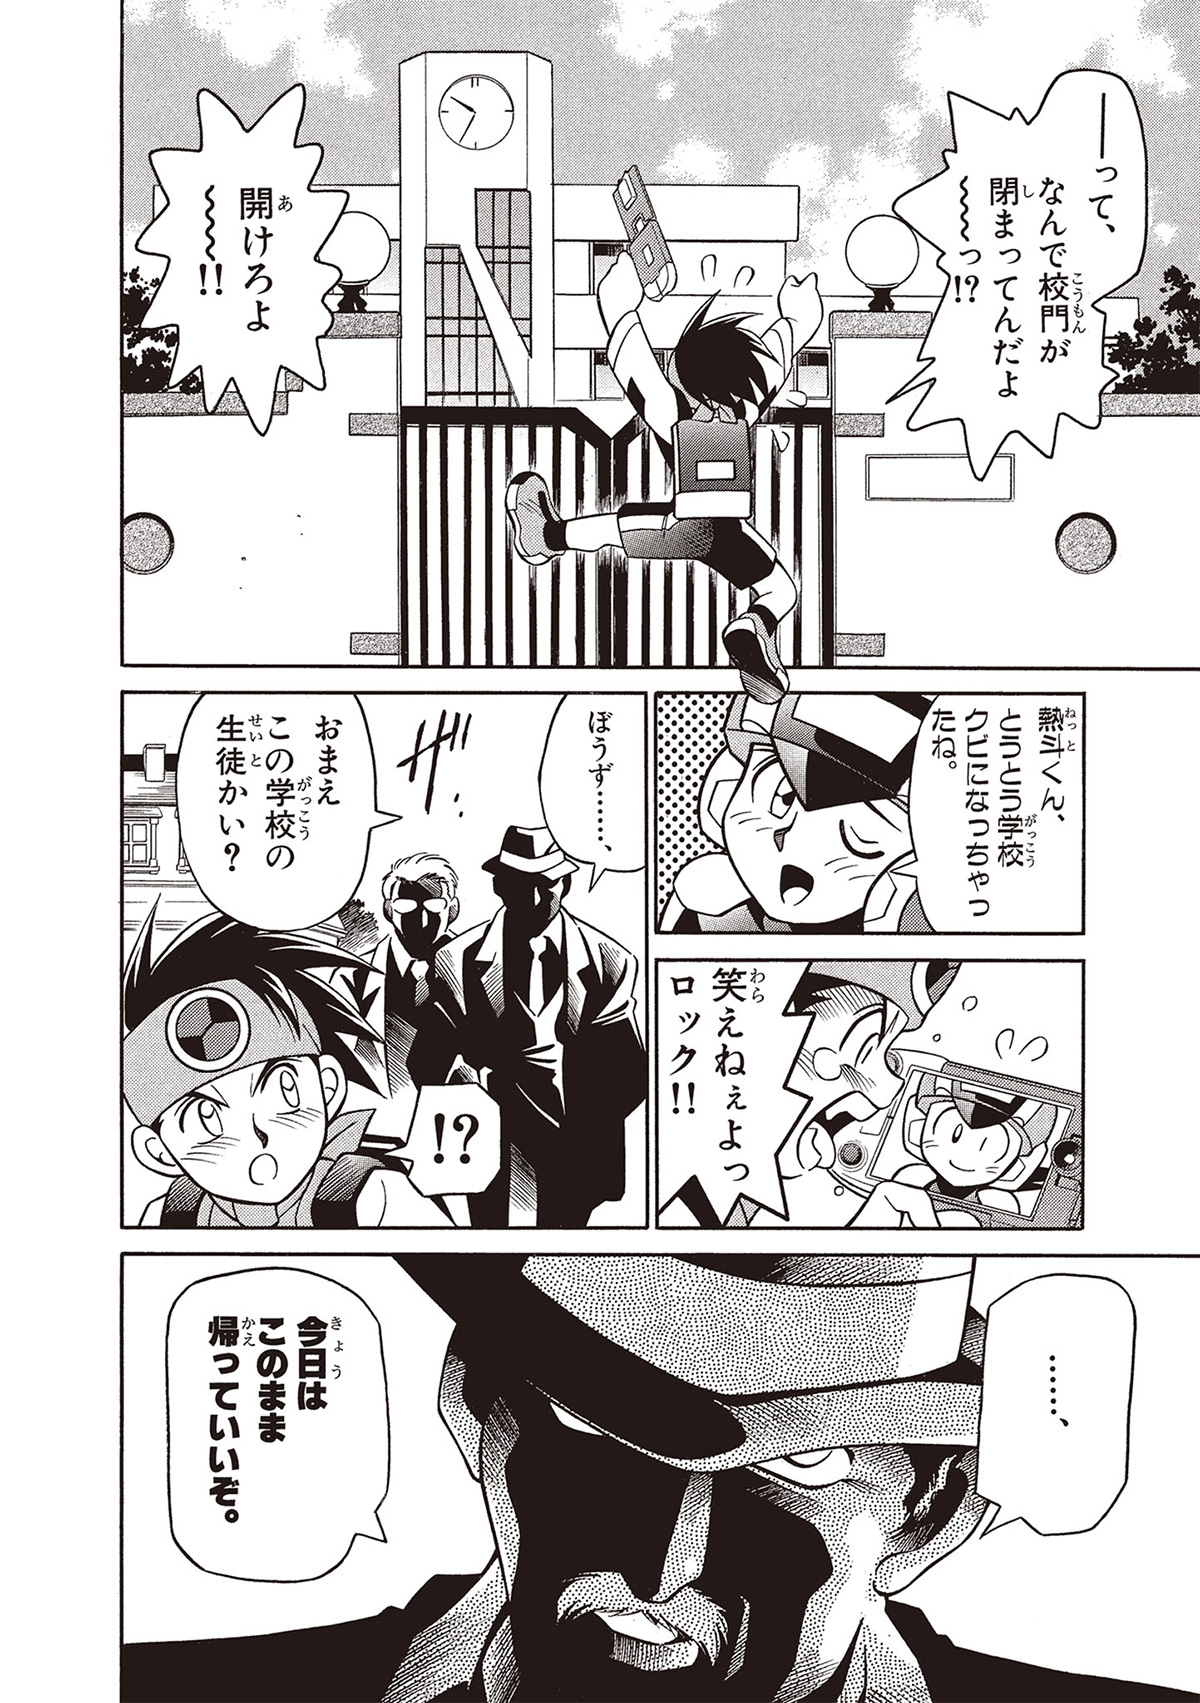 ―って、
なんで校門が
閉まってんだよ
～～っ!?
開けろよ
～～～!!
熱斗くん、
とうとう学校
クビになっちゃっ
たね。
笑えねぇよっ
ロック!!
ぼうず……、
ザッ…
おまえ
この学校の
生徒かい？
!?
……、
今日は
このまま
帰っていいぞ。